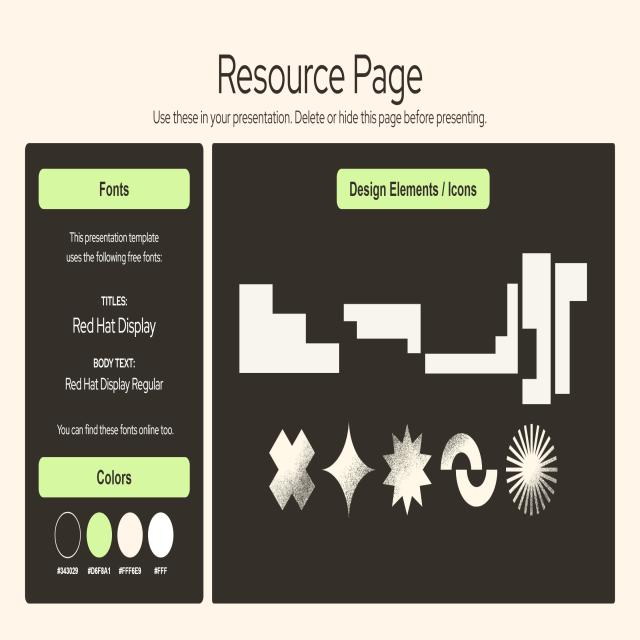 Resource Page
Use these in your presentation. Delete or hide this page before presenting.
Fonts
This presentation template
uses the following free fonts:
TITLES:
Red Hat Display
BODY TEXT:
Red Hat Display Regular
You can find these fonts online too.
Colors
#343029 #D6F8A1 #FFF6E9 #FFF
Design Elements / Icons